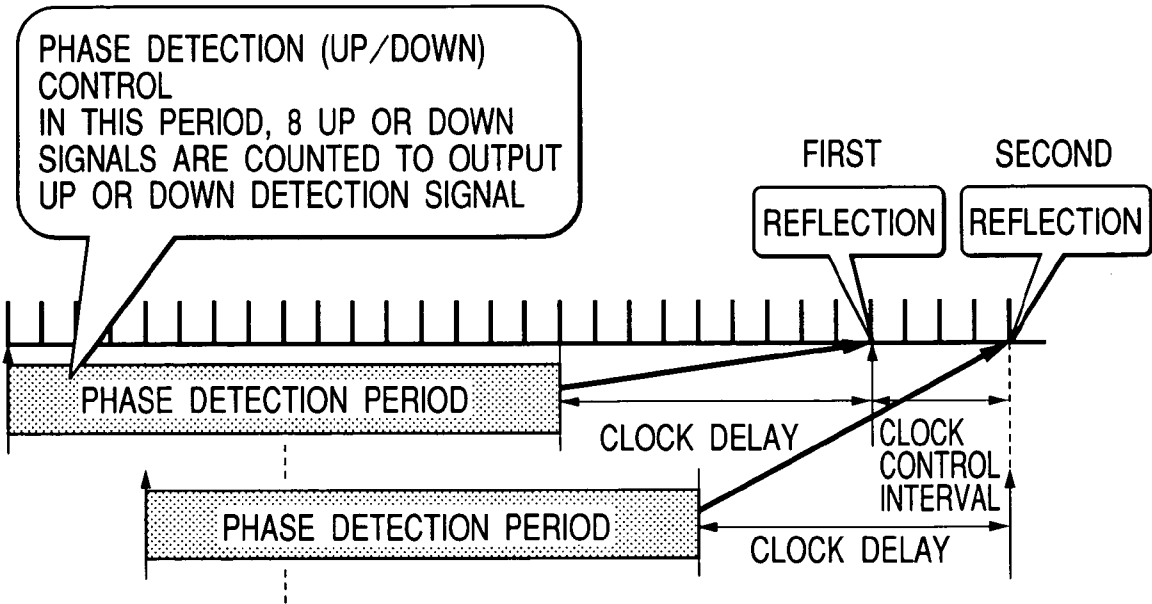 PHASE DETECTION (UP/DOWN)
CONTROL
IN THIS PERIOD, 8 UP OR DOWN
SIGNALS ARE COUNTED TO OUTPUT
UP OR DOWN DETECTION SIGNAL
FIRST
SECOND
REFLECTION
REFLECTION
PHASE DETECTION PERIOD
CLOCK DELAY
CLOCK
CONTROL
INTERVAL
PHASE DETECTION PERIOD
CLOCK DELAY